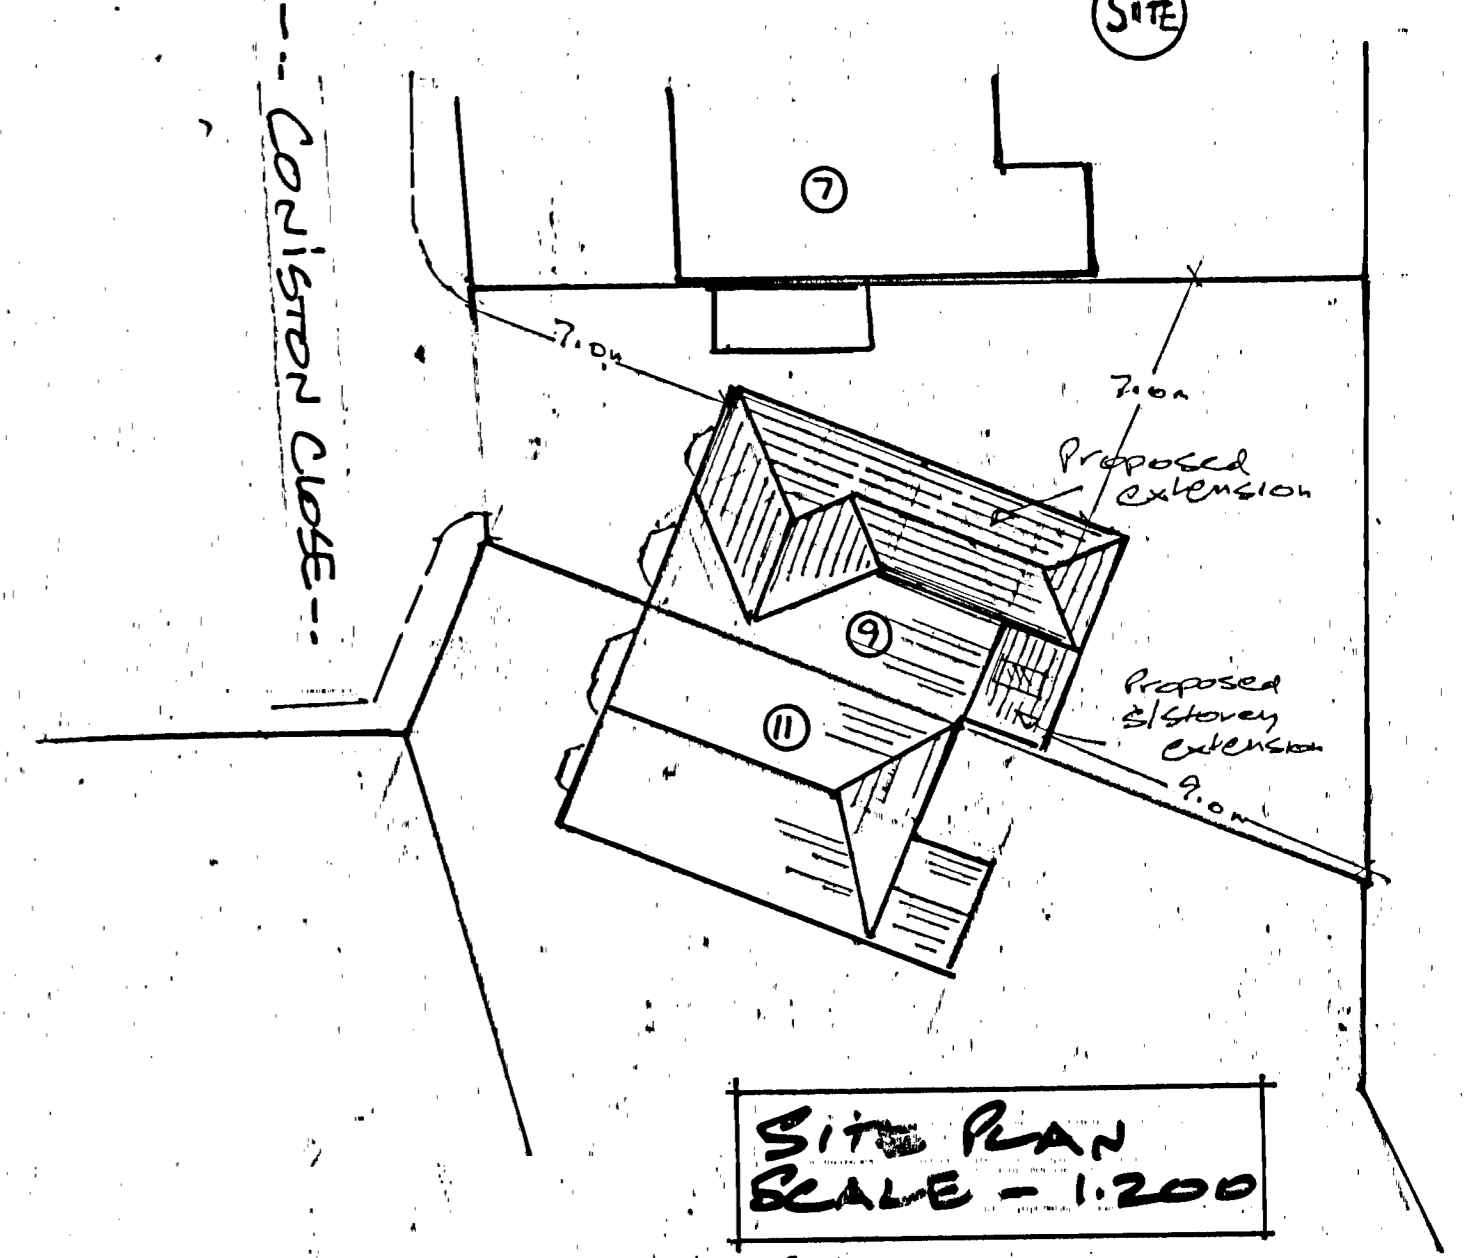 SITE
-- CONISTON CLOSE --
7
7.0m
7.0m
Proposed
extension
9
Proposed
s/storey
extension
11
9.0m
SITE PLAN
SCALE - 1.200